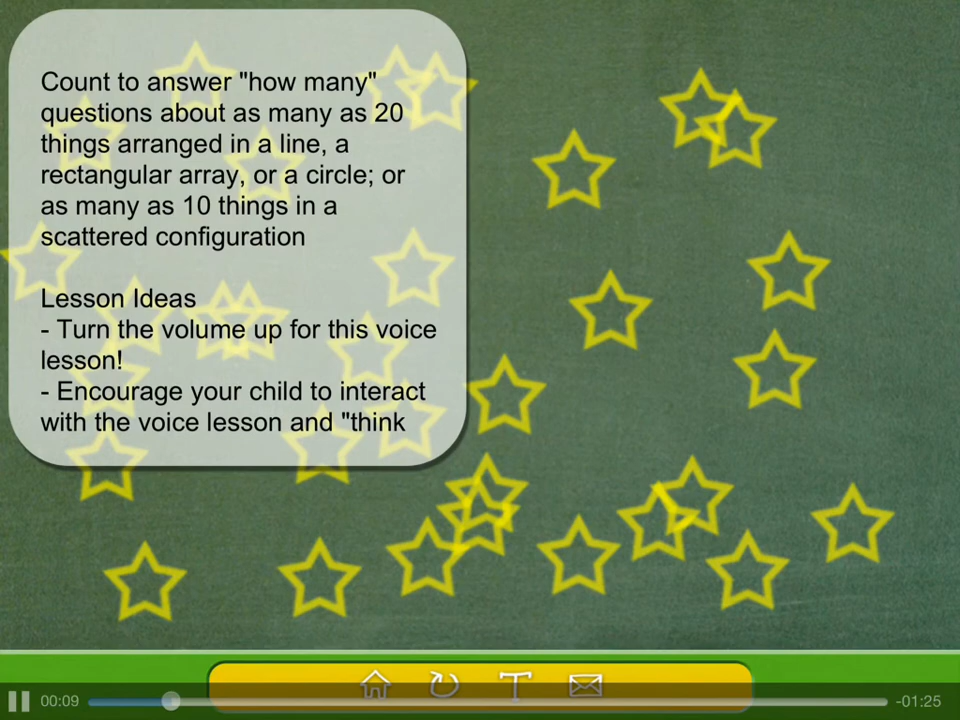 Count to answer "how many"
questions about as many as 20
things arranged in a line, a
rectangular array, or a circle; or
as many as 10 things in a
scattered configuration
Lesson Ideas
- Turn the volume up for this voice
lesson!
- Encourage your child to interact
with the voice lesson and "think
00:09
-01:25